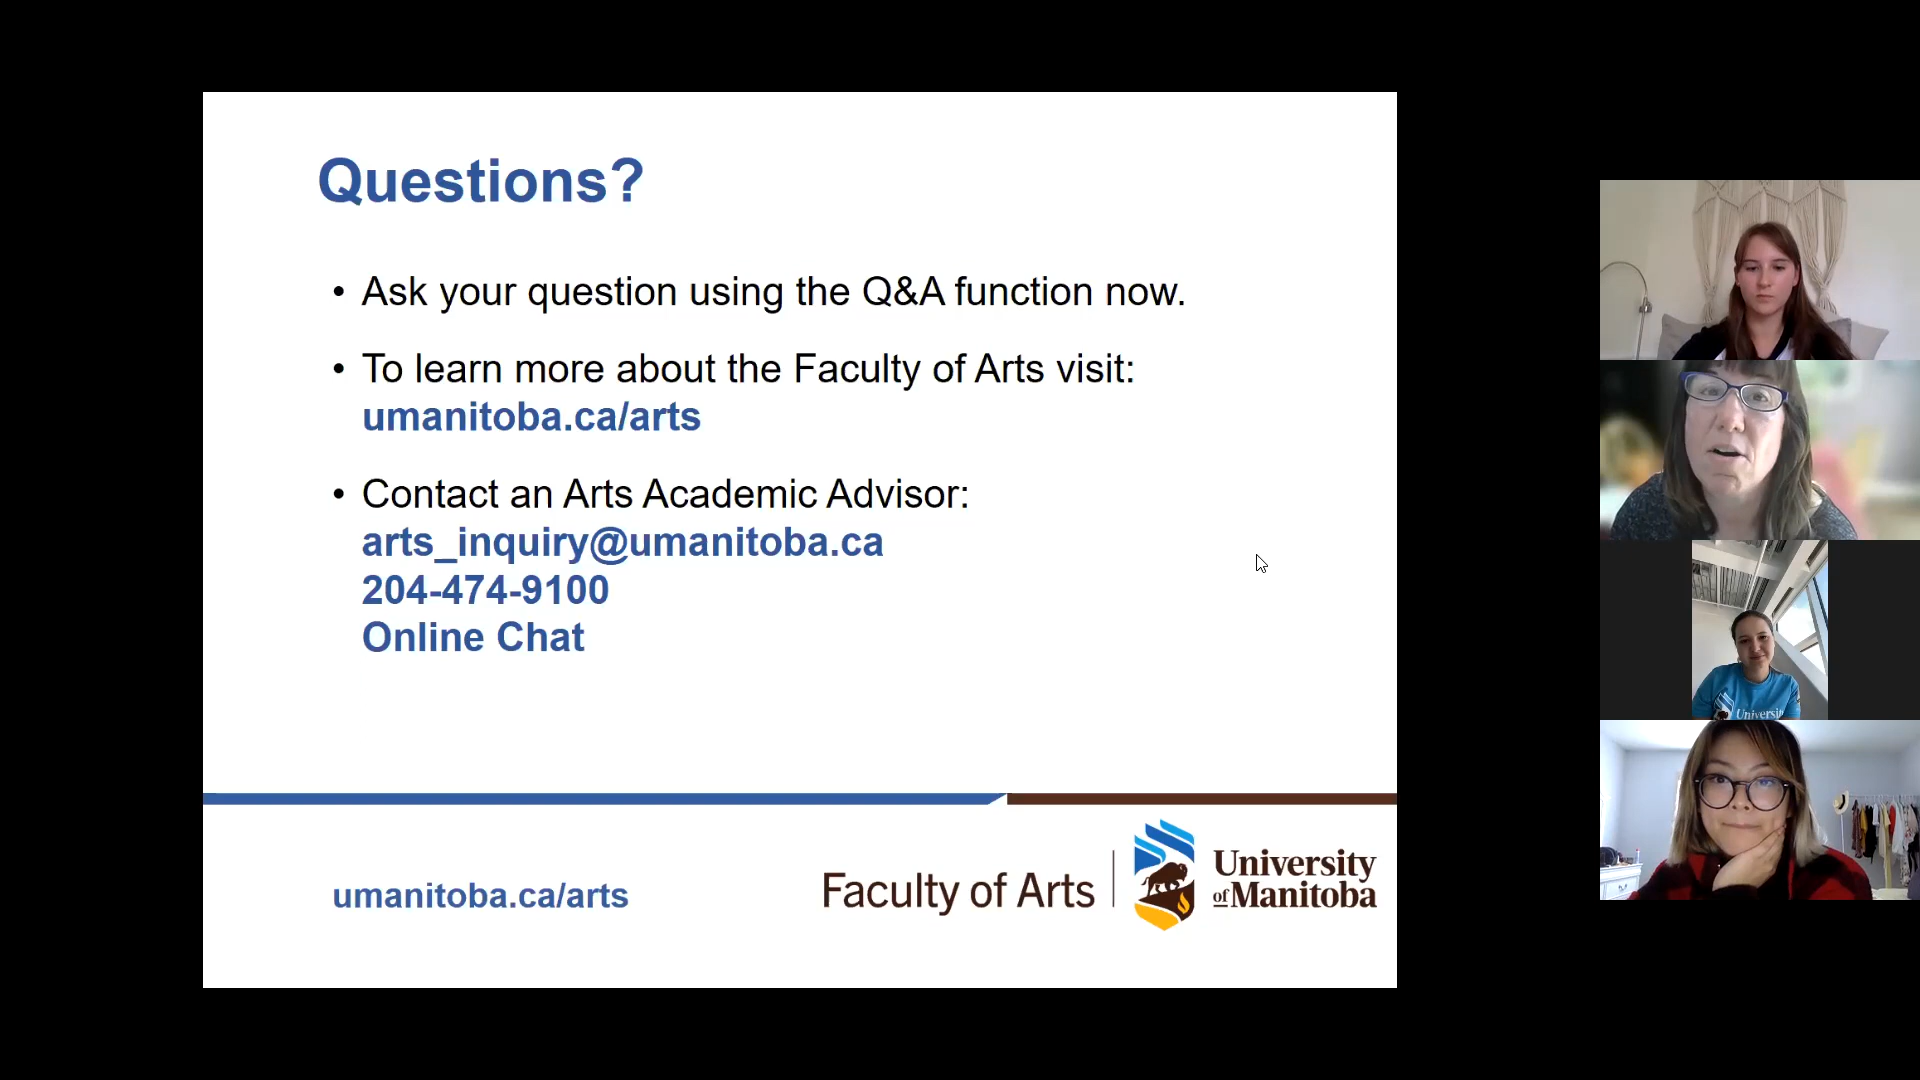 Questions?
• Ask your question using the Q&A function now.
• To learn more about the Faculty of Arts visit:
umanitoba.ca/arts
• Contact an Arts Academic Advisor:
arts_inquiry@umanitoba.ca
204-474-9100
Online Chat
umanitoba.ca/arts
Faculty of Arts
University
of Manitoba
Universit